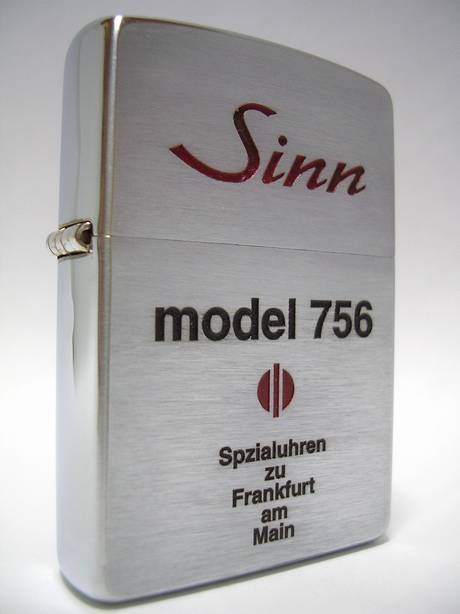 Sinn
model 756
Spzialuhren
zu
Frankfurt
am
Main